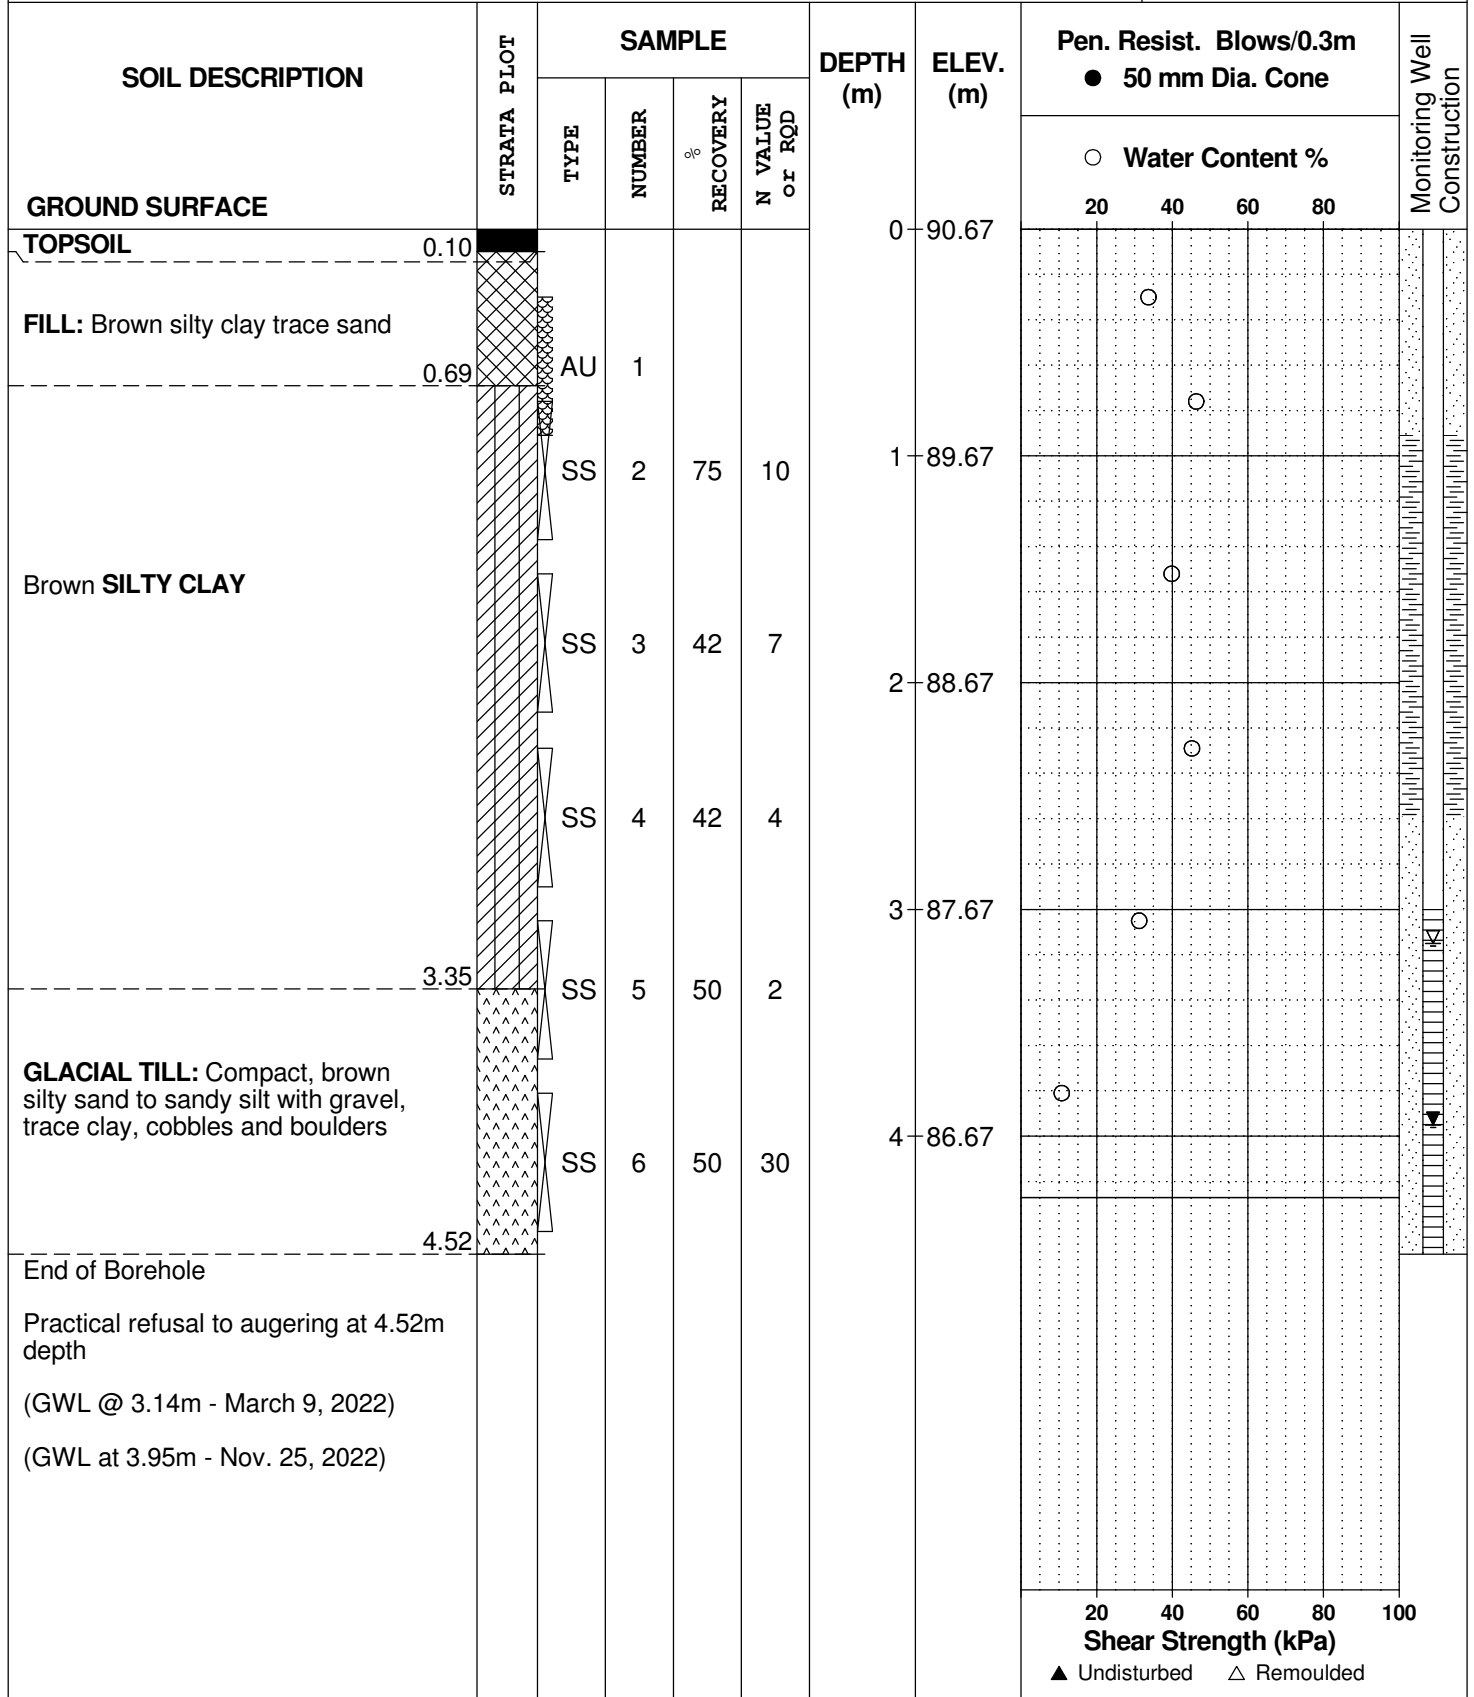 SOIL DESCRIPTION
GROUND SURFACE
STRATA PLOT
SAMPLE
TYPE
NUMBER
% RECOVERY
N VALUE or RQD
DEPTH (m)
ELEV. (m)
Pen. Resist. Blows/0.3m
● 50 mm Dia. Cone
○ Water Content %
20 40 60 80
Monitoring Well Construction
TOPSOIL 0.10
0 90.67
FILL: Brown silty clay trace sand
0.69
AU 1
SS 2 75 10
1 89.67
Brown SILTY CLAY
SS 3 42 7
2 88.67
SS 4 42 4
3 87.67
3.35
SS 5 50 2
GLACIAL TILL: Compact, brown
silty sand to sandy silt with gravel,
trace clay, cobbles and boulders
4 86.67
SS 6 50 30
4.52
End of Borehole
Practical refusal to augering at 4.52m
depth
(GWL @ 3.14m - March 9, 2022)
(GWL at 3.95m - Nov. 25, 2022)
20 40 60 80 100
Shear Strength (kPa)
▲ Undisturbed △ Remoulded